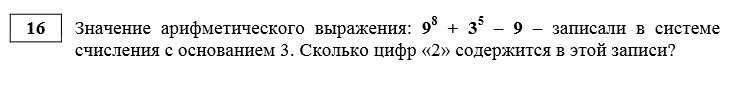 16 Значение арифметического выражения: 9⁸ + 3⁵ – 9 – записали в системе
счисления с основанием 3. Сколько цифр «2» содержится в этой записи?